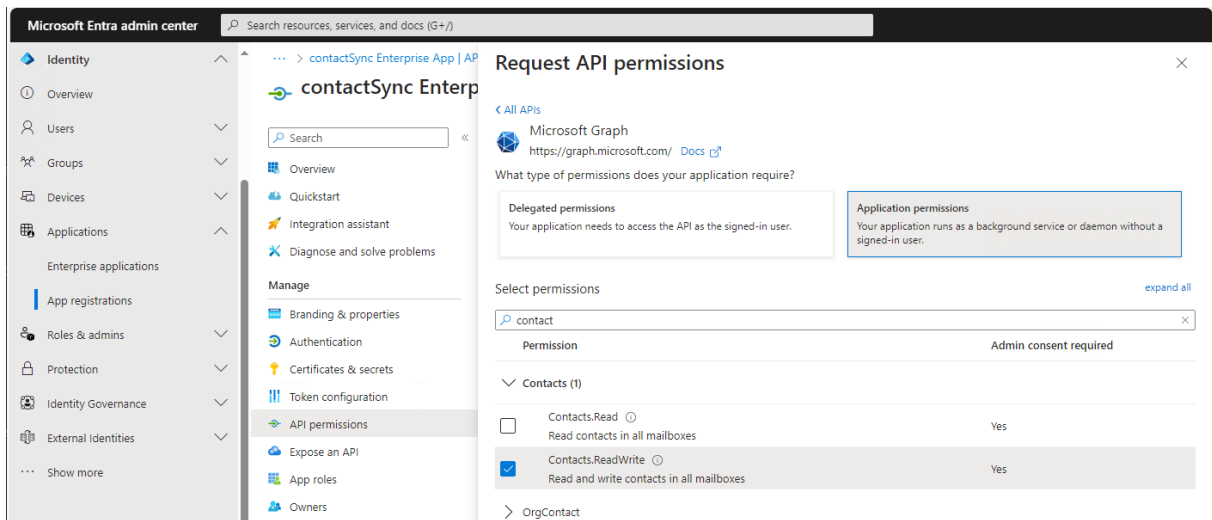 Microsoft Entra admin center
Search resources, services, and docs (G+/)
Identity
Overview
Users
Groups
Devices
Applications
Enterprise applications
App registrations
Roles & admins
Protection
Identity Governance
External Identities
··· Show more
··· > contactSync Enterprise App | AP
contactSync Enterp
Search
«
Overview
Quickstart
Integration assistant
Diagnose and solve problems
Manage
Branding & properties
Authentication
Certificates & secrets
Token configuration
API permissions
Expose an API
App roles
Owners
Request API permissions
All APIs
Microsoft Graph
https://graph.microsoft.com/ Docs
What type of permissions does your application require?
Delegated permissions
Your application needs to access the API as the signed-in user.
Application permissions
Your application runs as a background service or daemon without a
signed-in user.
Select permissions
expand all
contact
Permission
Admin consent required
Contacts (1)
Contacts.Read
Read contacts in all mailboxes
Yes
Contacts.ReadWrite
Read and write contacts in all mailboxes
Yes
OrgContact